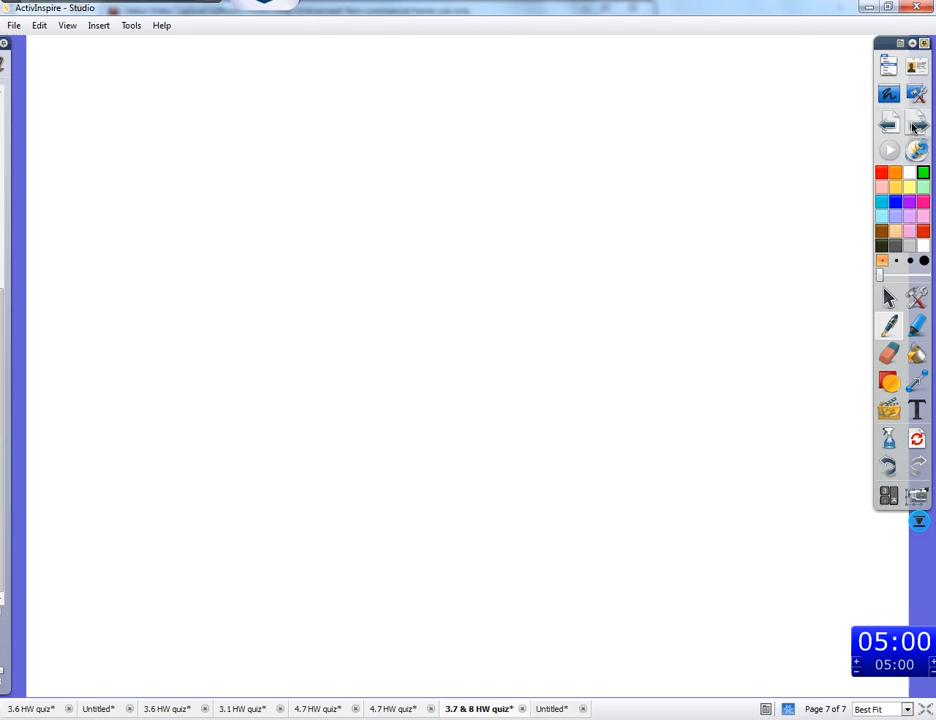 ActivInspire - Studio
File Edit View Insert Tools Help
T
05:00
05:00
3.6 HW quiz* Untitled* 3.6 HW quiz* 3.1 HW quiz* 4.7 HW quiz* 4.7 HW quiz* 3.7 & 8 HW quiz* Untitled* Page 7 of 7 Best Fit